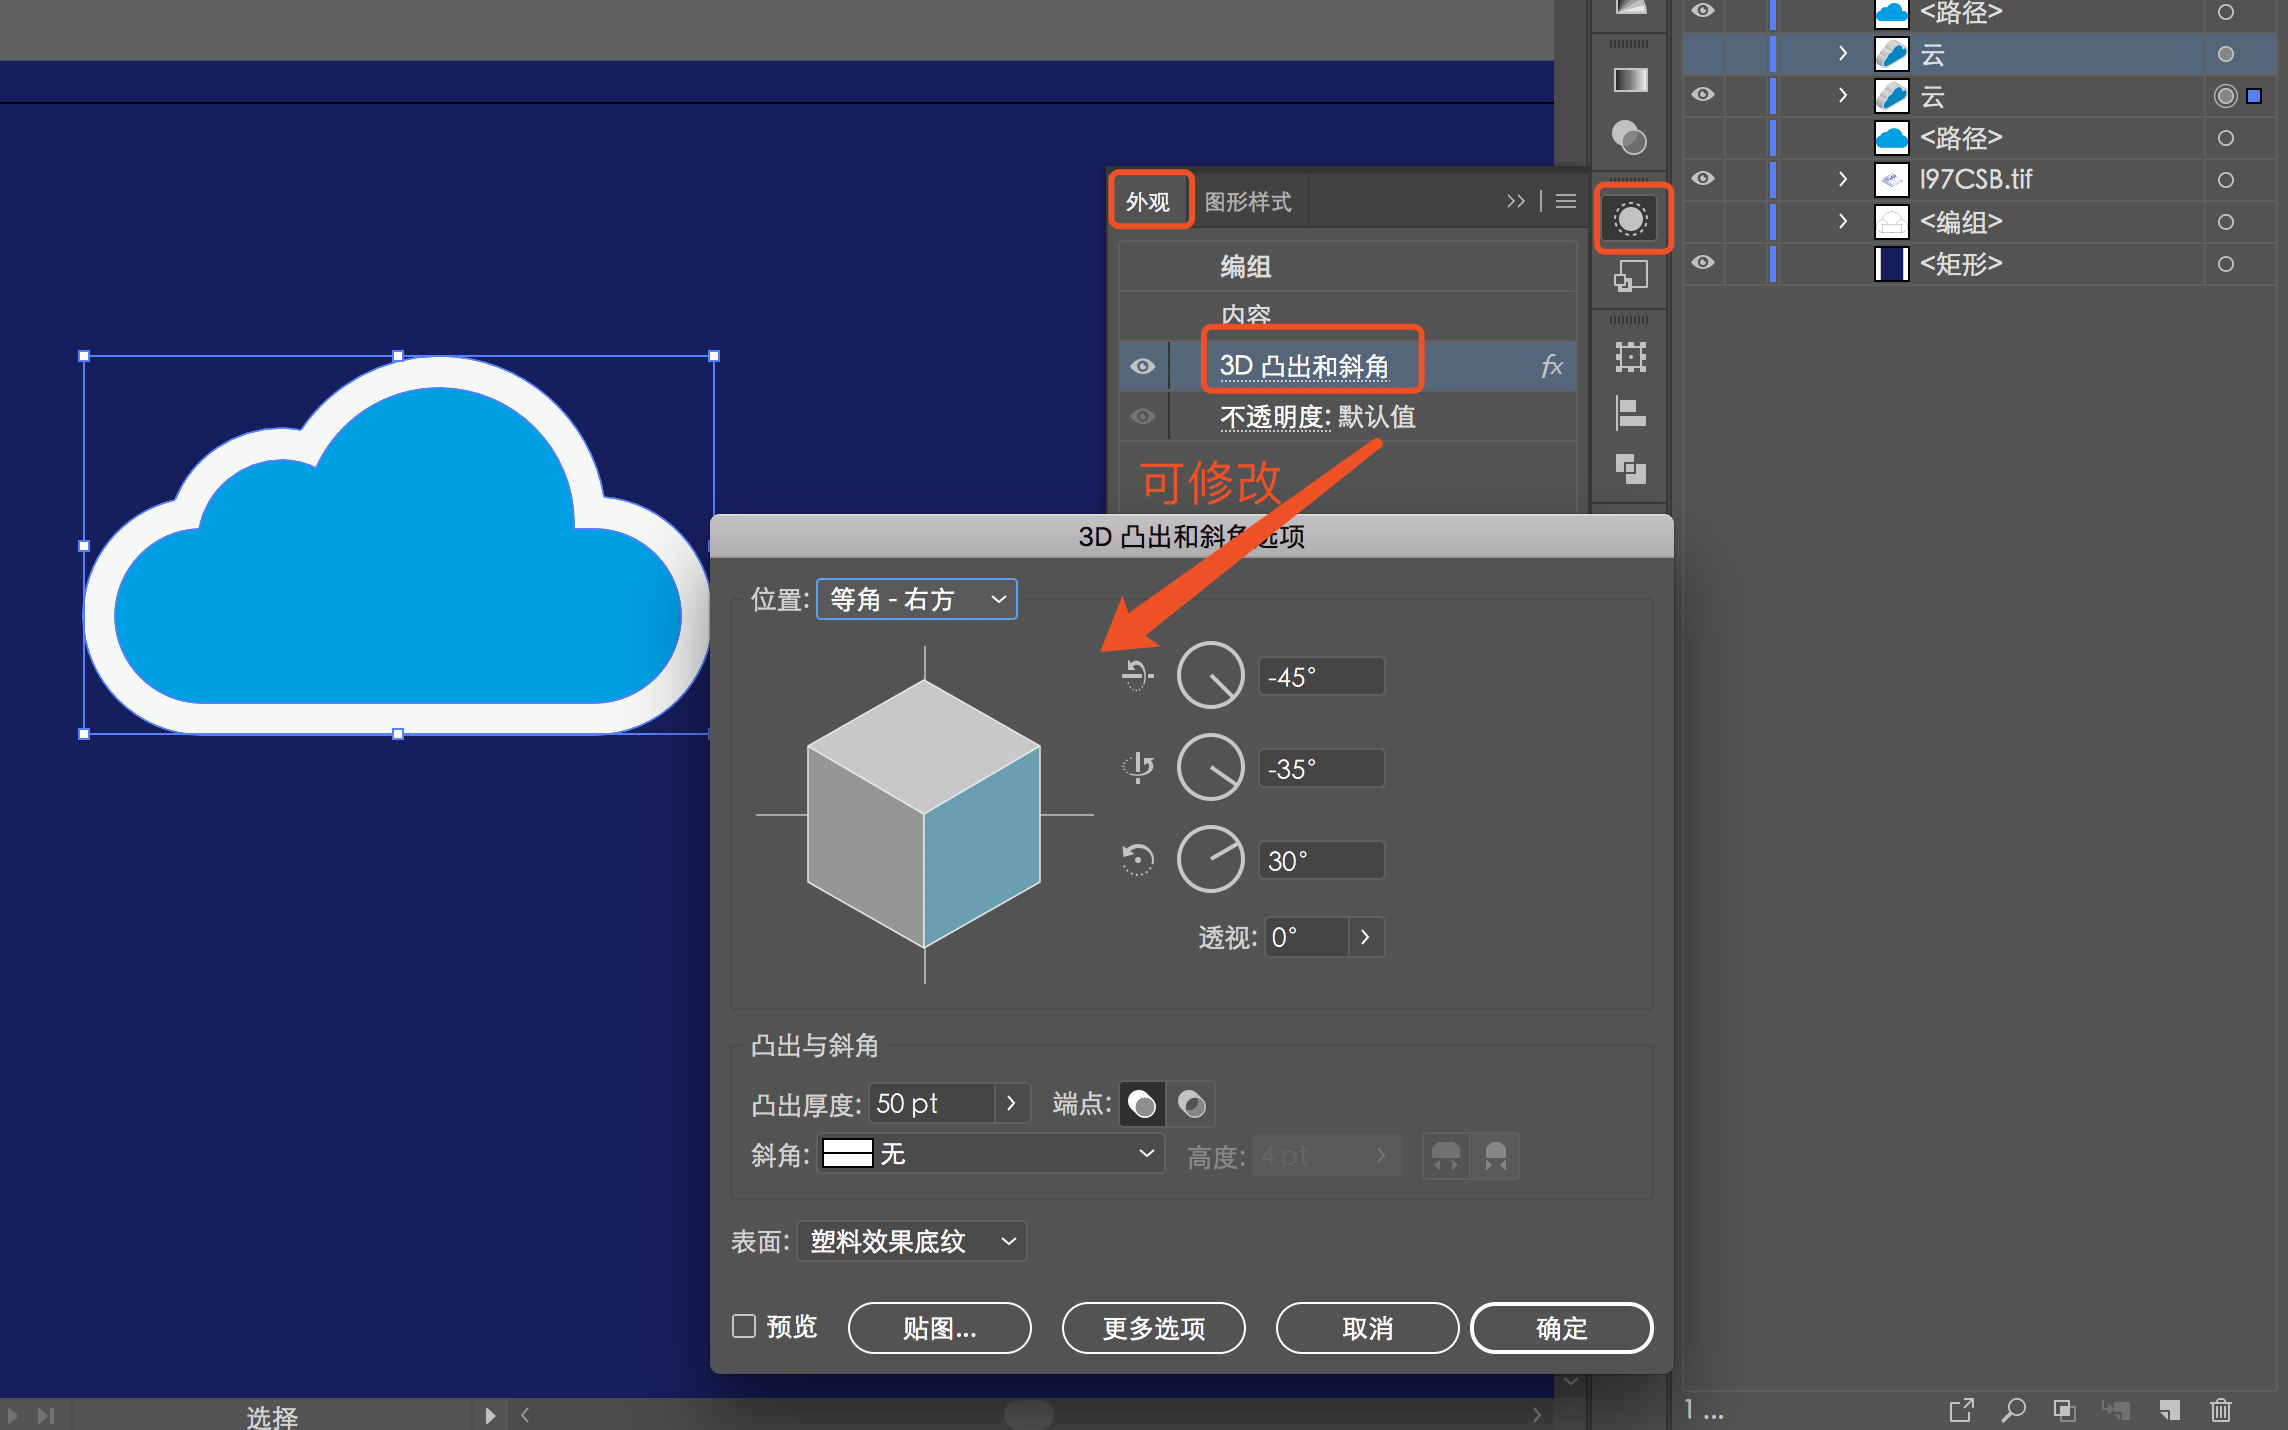 <路径>
云
云
<路径>
I97CSB.tif
<编组>
<矩形>
外观 图形样式
编组
内容
3D 凸出和斜角 fx
不透明度: 默认值
可修改
3D 凸出和斜角选项
位置: 等角 - 右方
-45°
-35°
30°
透视: 0°
凸出与斜角
凸出厚度: 50 pt 端点:
斜角: 无 高度: 4 pt
表面: 塑料效果底纹
预览 贴图... 更多选项 取消 确定
选择
1 ...